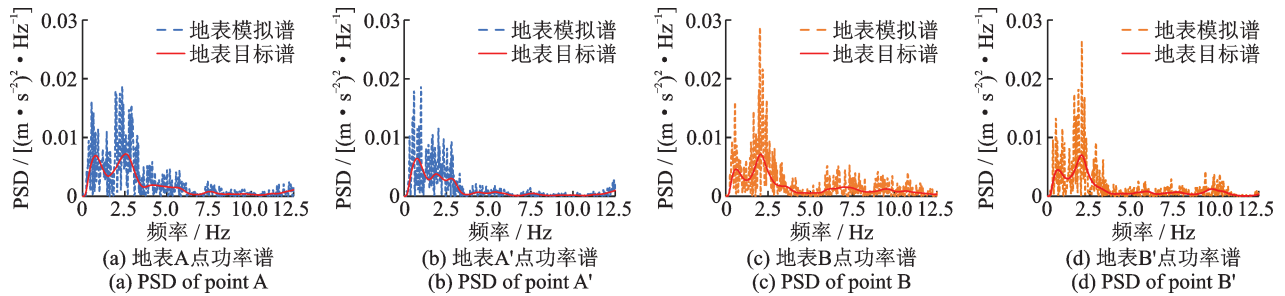 PSD / [(m·s⁻²)²·Hz⁻¹]
0.04
0.03
0.02
0.01
0
地表模拟谱
地表目标谱
0 2.5 5.0 7.5 10.0 12.5
频率 / Hz
(a) 地表A点功率谱
(a) PSD of point A
PSD / [(m·s⁻²)²·Hz⁻¹]
0.04
0.03
0.02
0.01
0
地表模拟谱
地表目标谱
0 2.5 5.0 7.5 10.0 12.5
频率 / Hz
(b) 地表A'点功率谱
(b) PSD of point A'
PSD / [(m·s⁻²)²·Hz⁻¹]
0.03
0.02
0.01
0
地表模拟谱
地表目标谱
0 2.5 5.0 7.5 10.0 12.5
频率 / Hz
(c) 地表B点功率谱
(c) PSD of point B
PSD / [(m·s⁻²)²·Hz⁻¹]
0.03
0.02
0.01
0
地表模拟谱
地表目标谱
0 2.5 5.0 7.5 10.0 12.5
频率 / Hz
(d) 地表B'点功率谱
(d) PSD of point B'